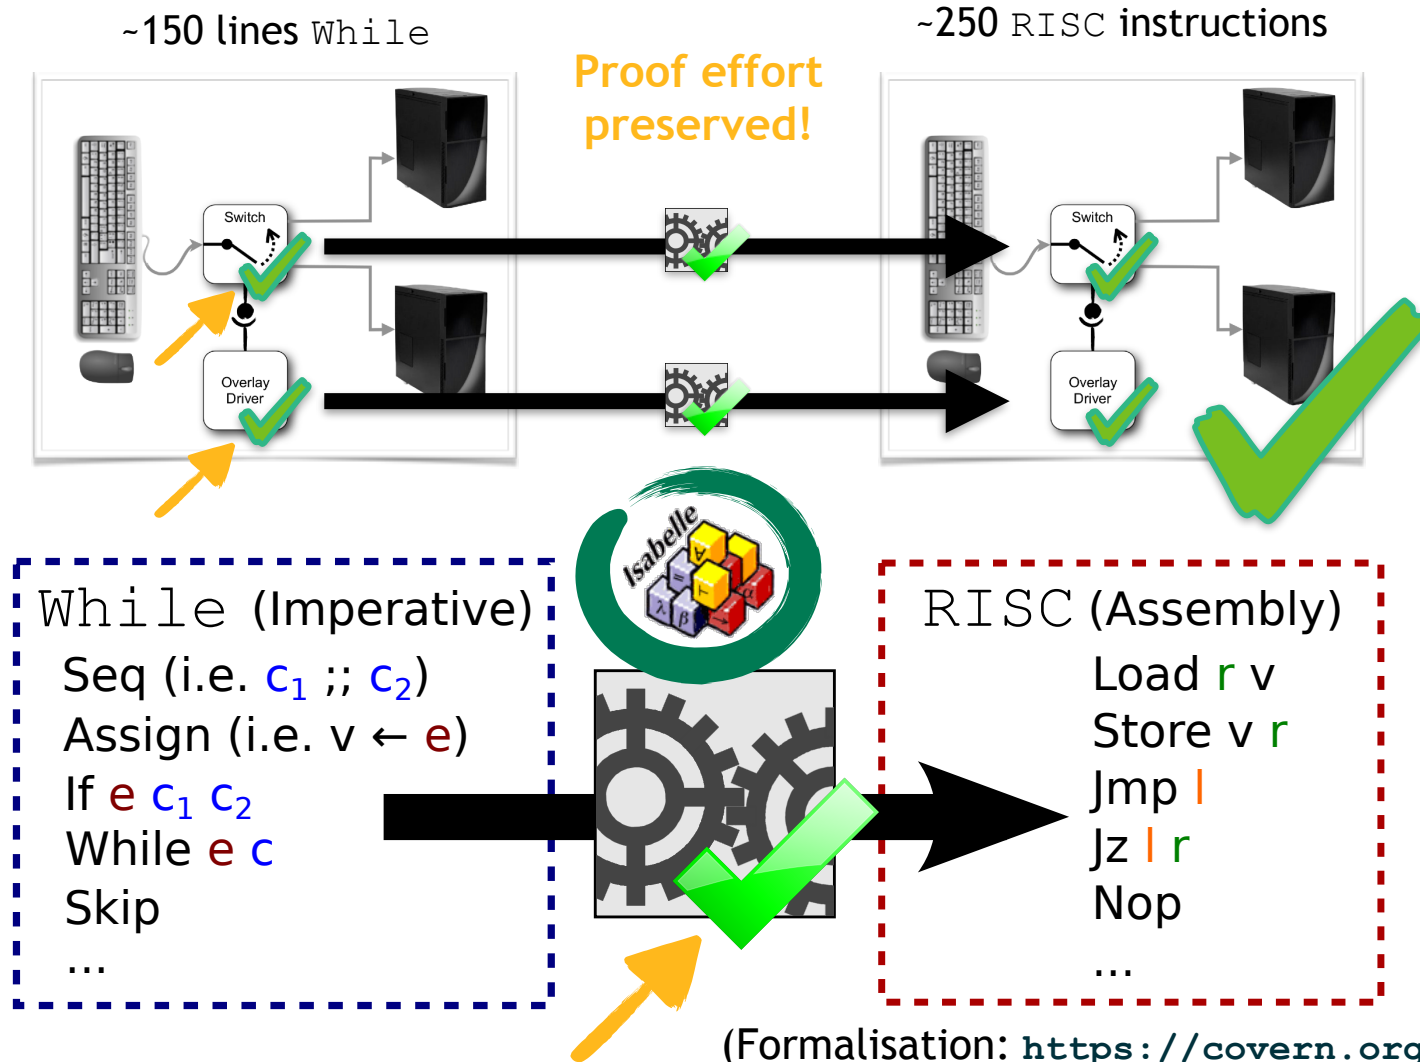 ~150 lines While
~250 RISC instructions
Proof effort
preserved!
Switch
Overlay
Driver
Switch
Overlay
Driver
Isabelle
∀
=
λ
β
→
α
While (Imperative)
Seq (i.e. c1 ;; c2)
Assign (i.e. v ← e)
If e c1 c2
While e c
Skip
...
RISC (Assembly)
Load r v
Store v r
Jmp l
Jz l r
Nop
...
(Formalisation: https://covern.org